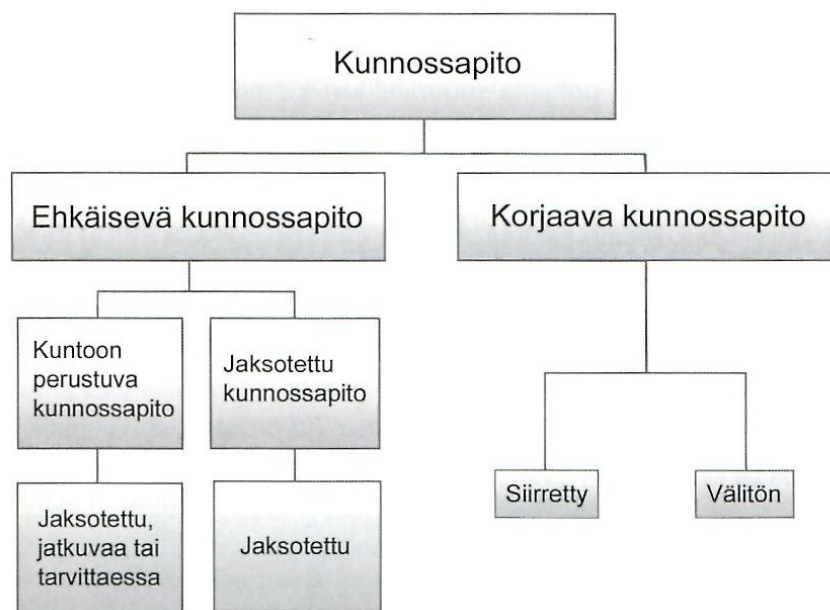 Kunnossapito
Ehkäisevä kunnossapito
Korjaava kunnossapito
Kuntoon
perustuva
kunnossapito
Jaksotettu
kunnossapito
Siirretty
Välitön
Jaksotettu,
jatkuvaa tai
tarvittaessa
Jaksotettu